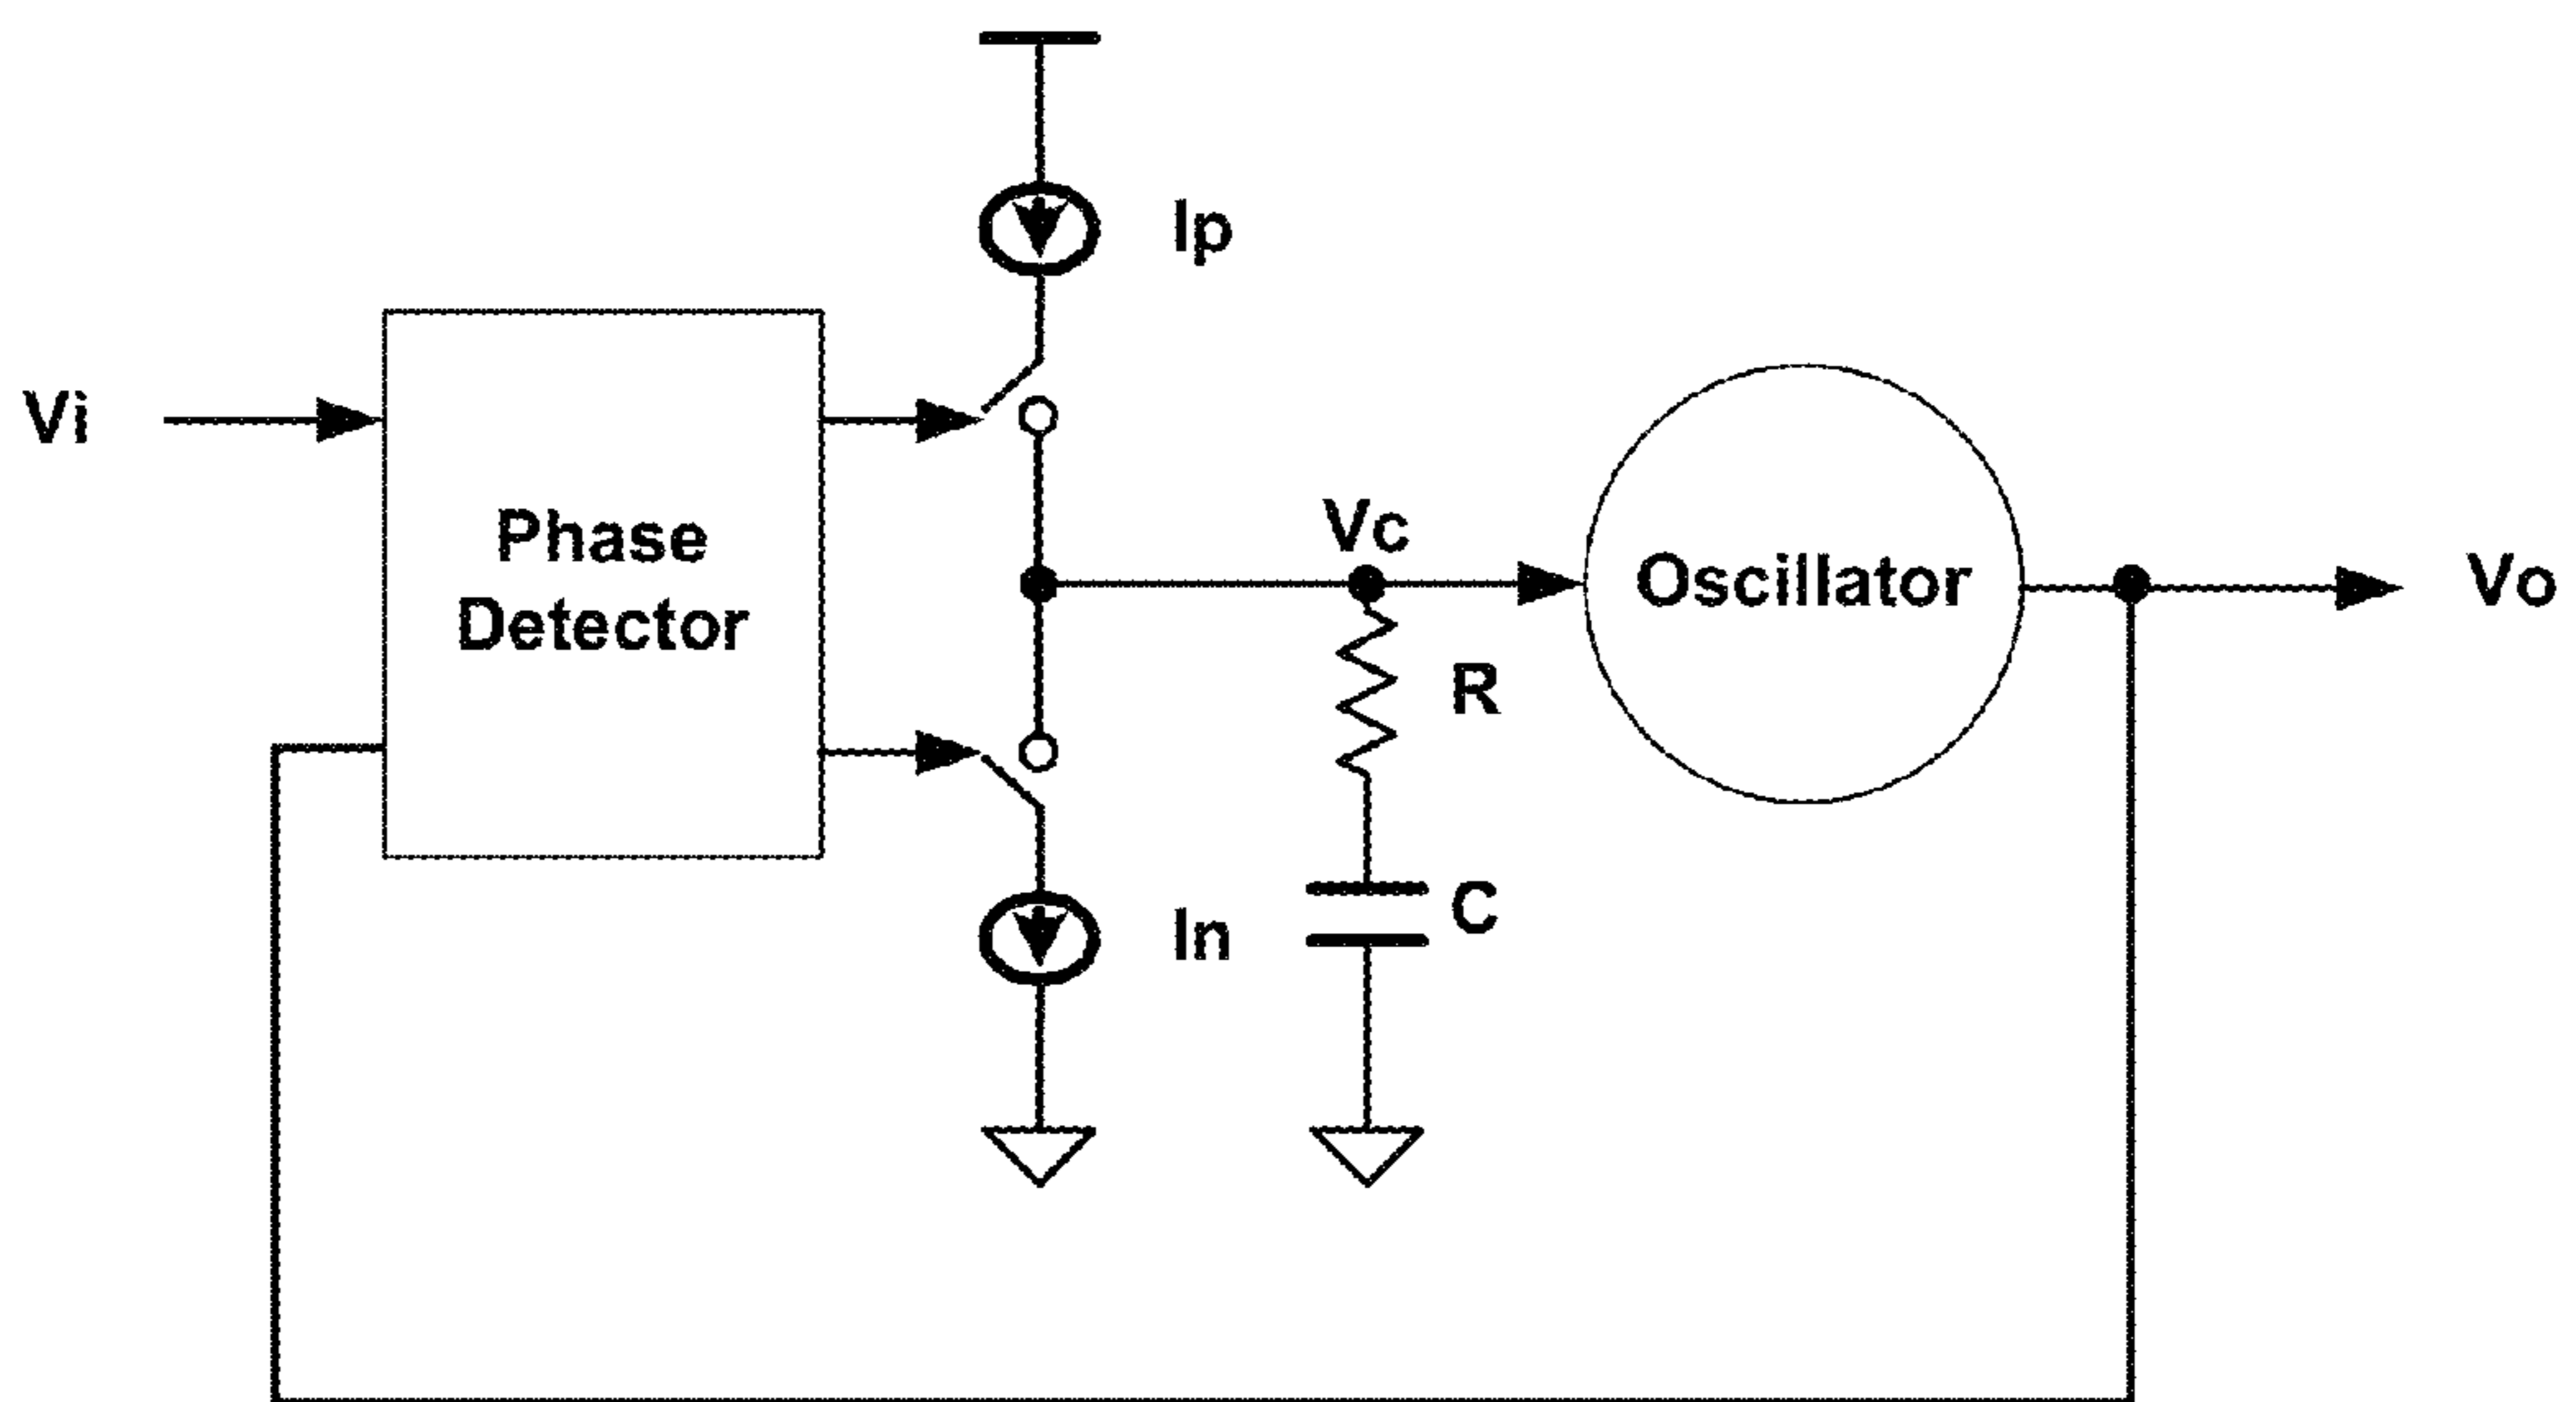 Ip
Vi
Phase
Detector
Vc
Oscillator
Vo
R
In
C